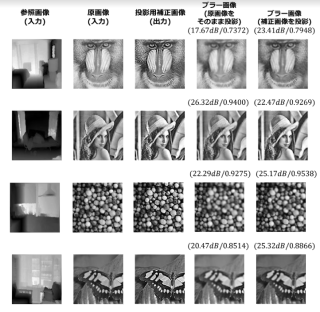 参照画像
(入力)
原画像
(入力)
投影用補正画像
(出力)
ブラー画像
(原画像を
そのまま投影)
ブラー画像
(補正画像を投影)
(17.67dB/0.7372) (23.41dB/0.7948)
(26.32dB/0.9400) (22.47dB/0.9269)
(22.29dB/0.9275) (25.17dB/0.9538)
(20.47dB/0.8514) (25.32dB/0.8866)